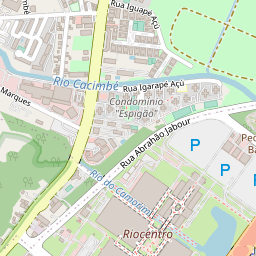 Rua Iguapé Açú
Rio Cacimbé
Rua Igarapé Açú
Condomínio
"Espigão"
Marques
Rua Abrahão Jabour
P
P
P
Rio do Camorim
Riocentro